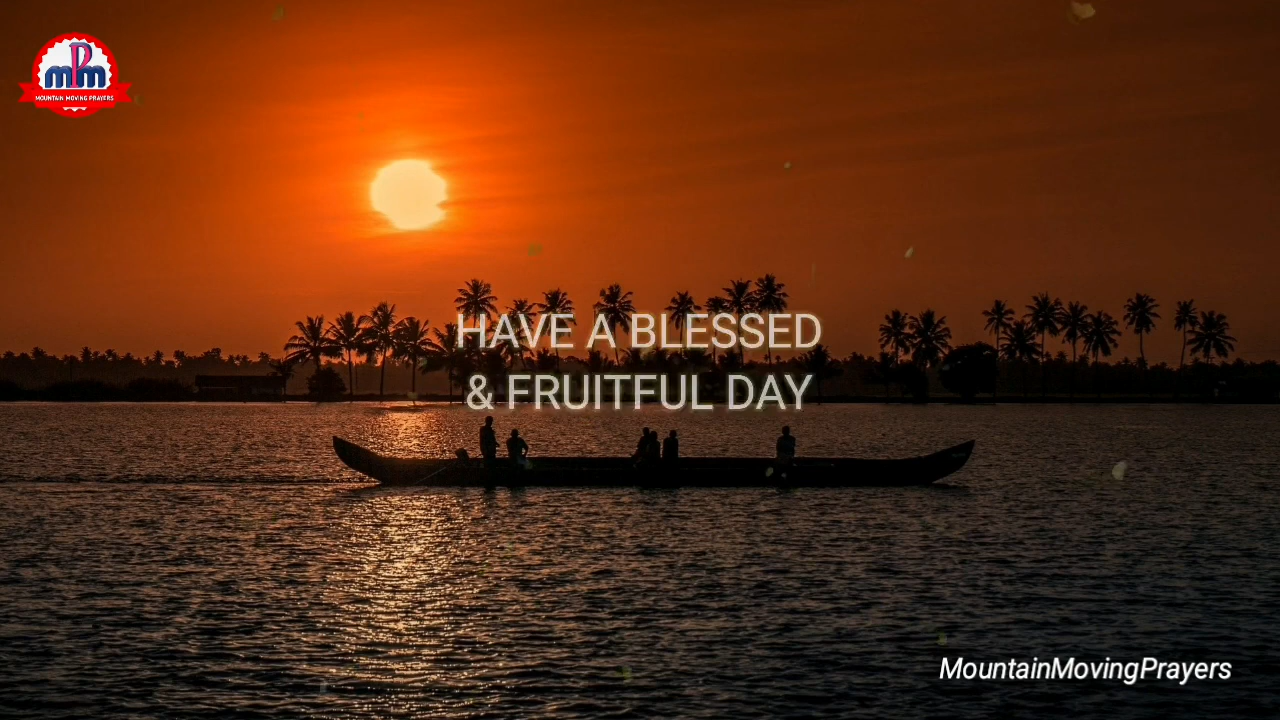 mPm
MOUNTAIN MOVING PRAYERS
HAVE A BLESSED
& FRUITFUL DAY
MountainMovingPrayers